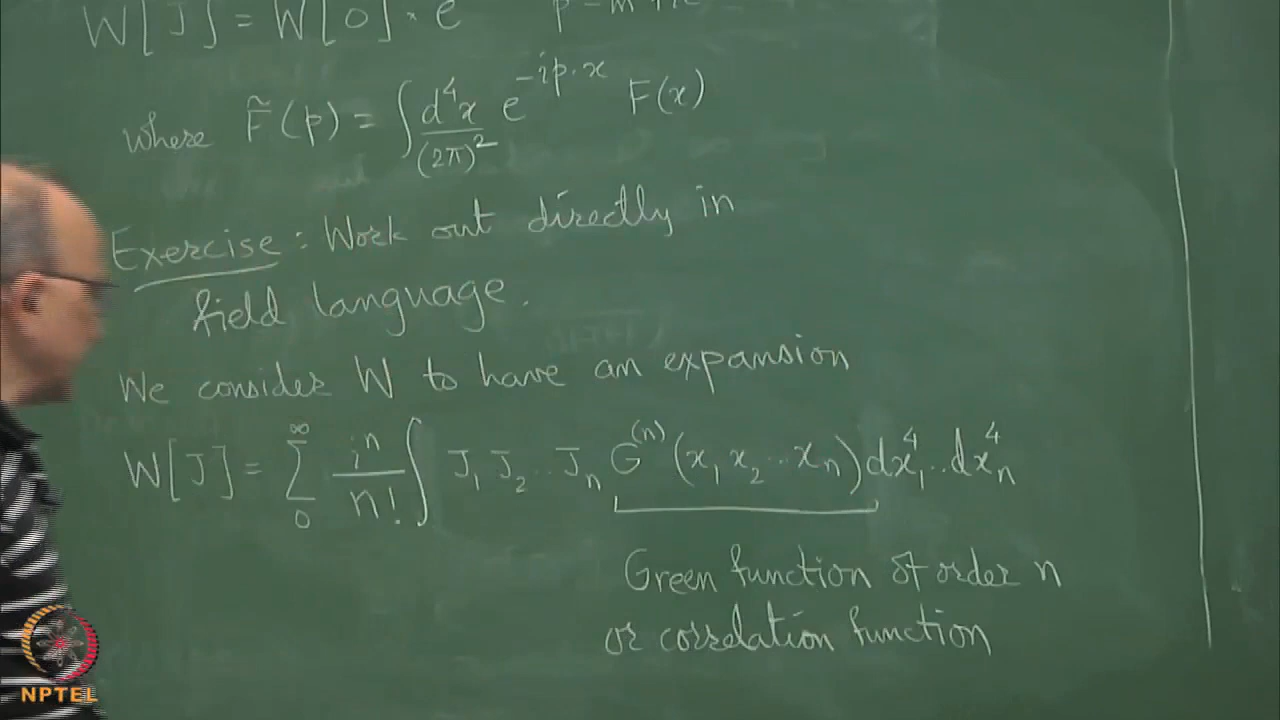 W[J] = W[0] · e
where F̃(p) = ∫ d⁴x/(2π)² e^{-ip·x} F(x)
Exercise : Work out directly in
field language.
We consider W to have an expansion
W[J] = Σ₀^∞ iⁿ/n! ∫ J₁ J₂ ·· Jₙ G⁽ⁿ⁾(x₁ x₂ ·· xₙ) dx₁⁴ ·· dxₙ⁴
Green function of order n
or correlation function
NPTEL